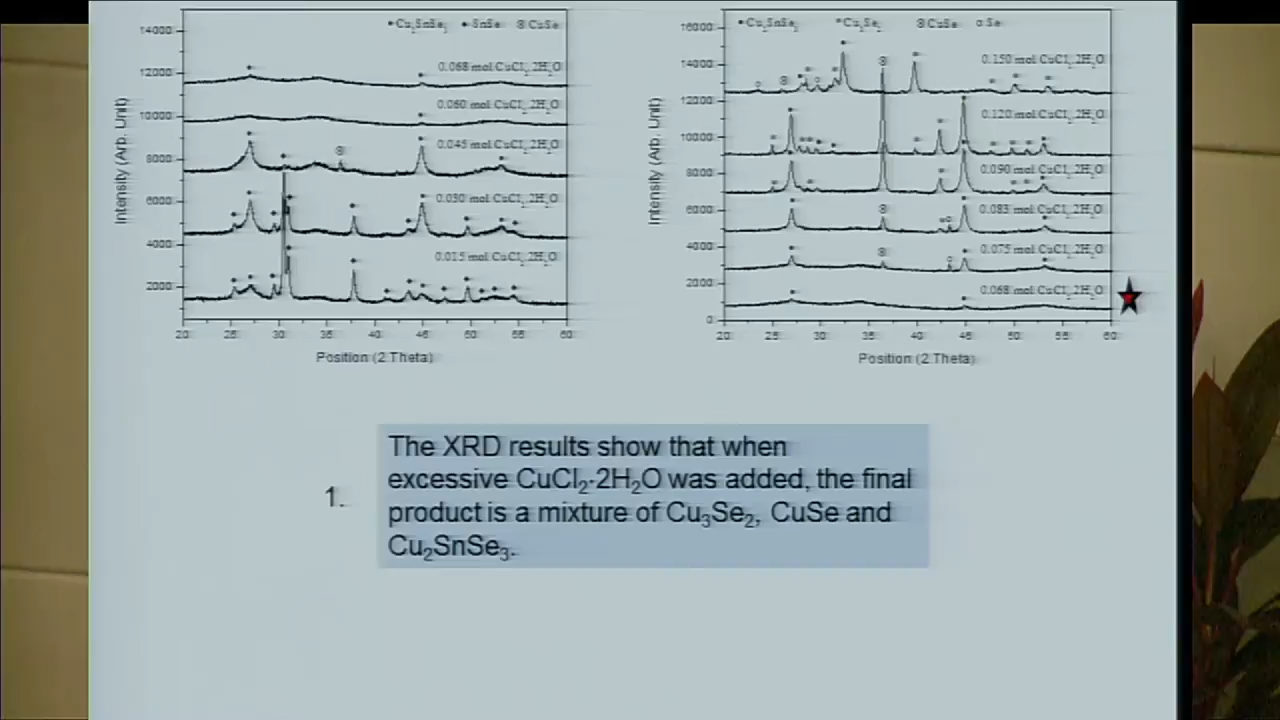 •Cu₂SnSe₃ •SnSe ⊗CuSe
14000
12000
10000
8000
6000
4000
2000
0.068 mol CuCl₂.2H₂O
0.060 mol CuCl₂.2H₂O
0.045 mol CuCl₂.2H₂O
0.030 mol CuCl₂.2H₂O
0.015 mol CuCl₂.2H₂O
Intensity (Arb. Unit)
20 25 30 35 40 45 50 55 60
Position (2 Theta)
•Cu₂SnSe₃ Cu₃Se₂ ⊗CuSe Se
16000
14000
12000
10000
8000
6000
4000
2000
0
0.150 mol CuCl₂.2H₂O
0.120 mol CuCl₂.2H₂O
0.090 mol CuCl₂.2H₂O
0.083 mol CuCl₂.2H₂O
0.075 mol CuCl₂.2H₂O
0.068 mol CuCl₂.2H₂O
Intensity (Arb. Unit)
20 25 30 35 40 45 50 55 60
Position (2 Theta)
1.
The XRD results show that when
excessive CuCl₂·2H₂O was added, the final
product is a mixture of Cu₃Se₂, CuSe and
Cu₂SnSe₃.